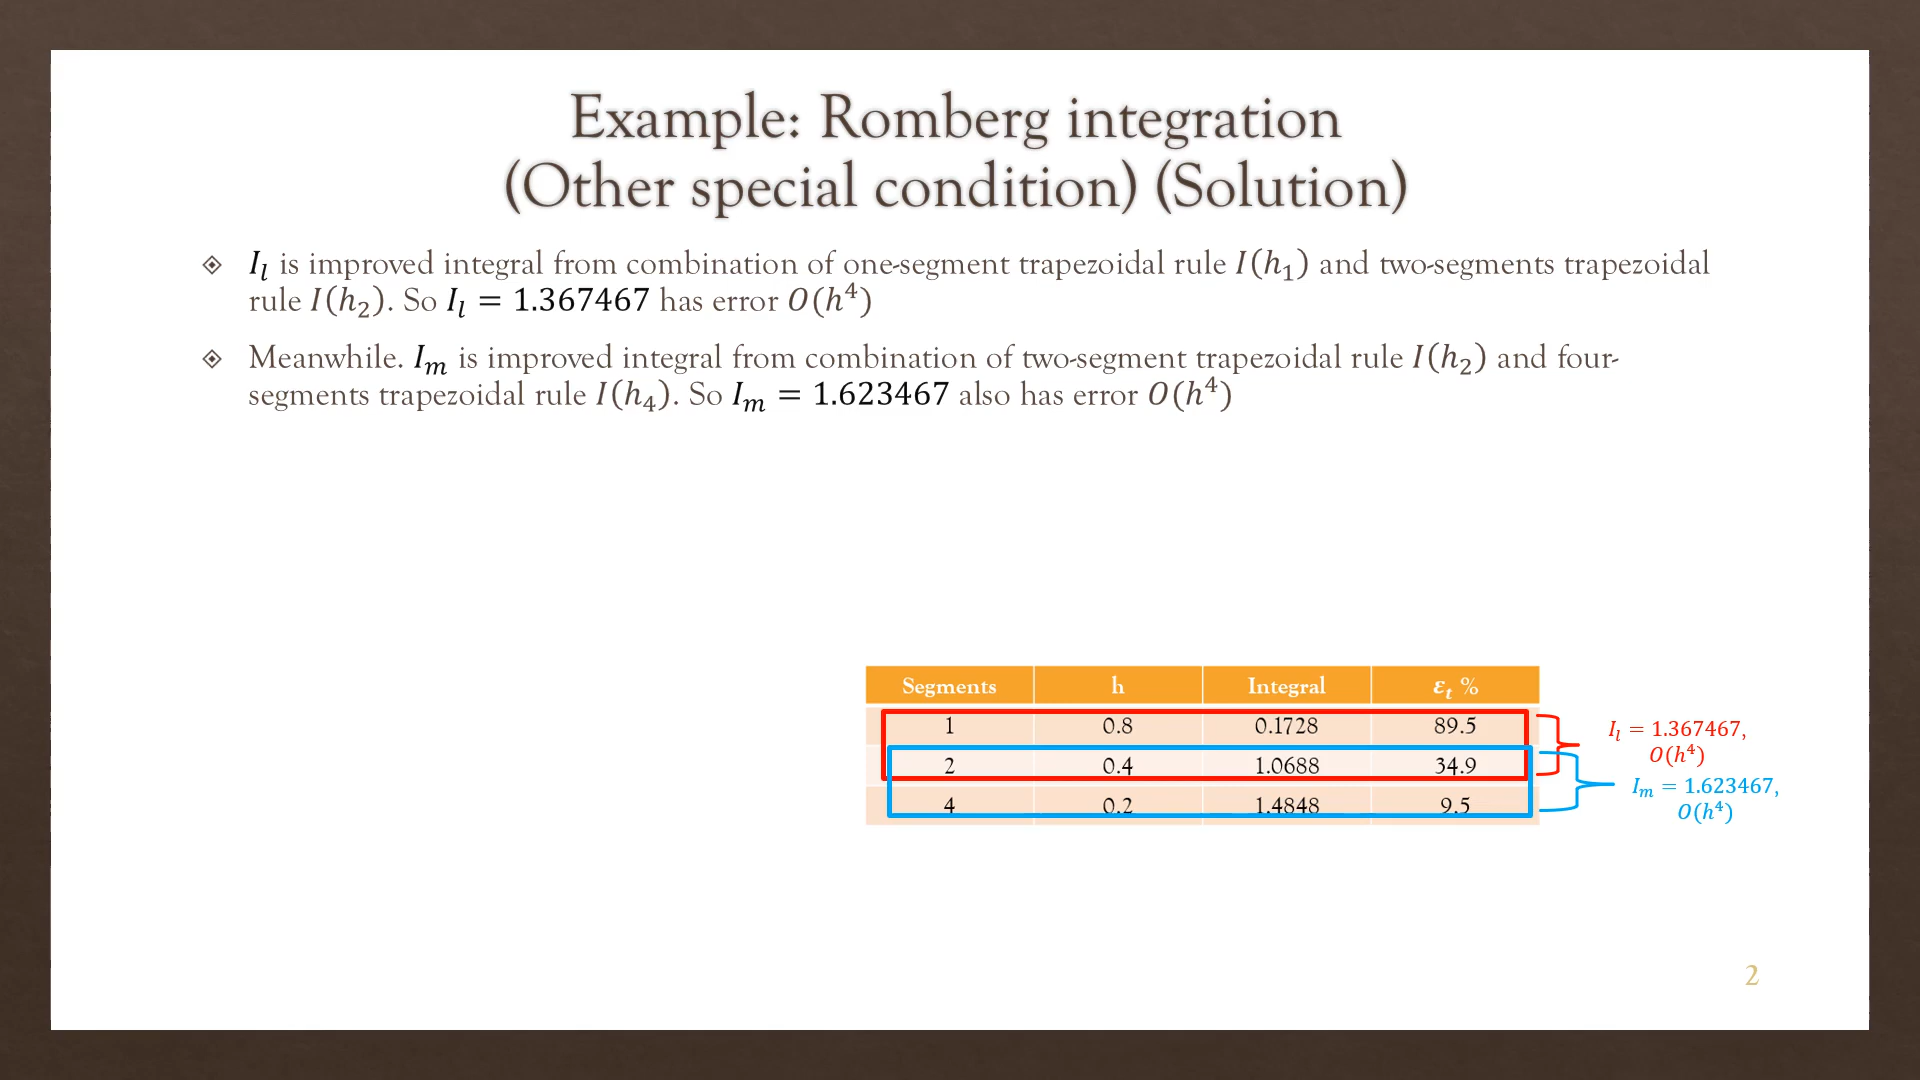 Example: Romberg integration
(Other special condition) (Solution)
I_l is improved integral from combination of one-segment trapezoidal rule I(h_1) and two-segments trapezoidal
rule I(h_2). So I_l = 1.367467 has error O(h^4)
Meanwhile. I_m is improved integral from combination of two-segment trapezoidal rule I(h_2) and four-
segments trapezoidal rule I(h_4). So I_m = 1.623467 also has error O(h^4)
Segments h Integral ε_t %
1 0.8 0.1728 89.5
2 0.4 1.0688 34.9
4 0.2 1.4848 9.5
I_l = 1.367467,
O(h^4)
I_m = 1.623467,
O(h^4)
2